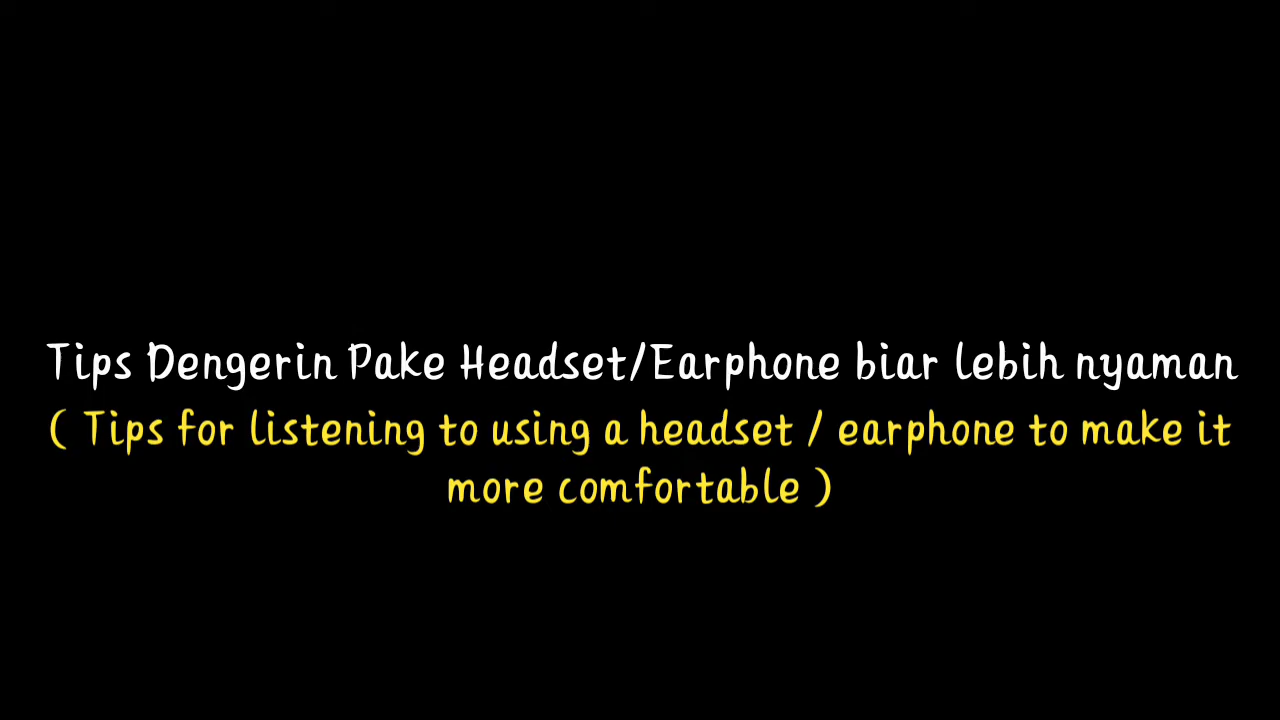 Tips Dengerin Pake Headset/Earphone biar lebih nyaman
( Tips for listening to using a headset / earphone to make it
more comfortable )